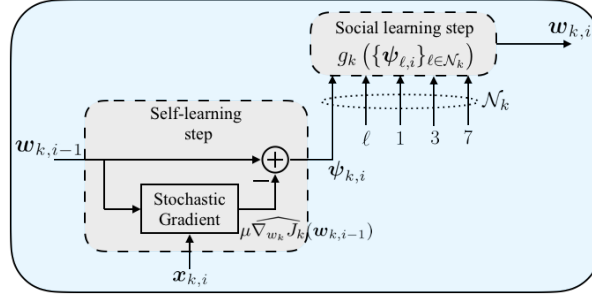 Social learning step
g_k ({ψ_{ℓ,i}}_{ℓ∈𝒩_k})
w_{k,i}
𝒩_k
ℓ 1 3 7
Self-learning
step
w_{k,i−1}
+
−
ψ_{k,i}
Stochastic
Gradient
μ\widehat{∇_{w_k} J_k}(w_{k,i−1})
x_{k,i}